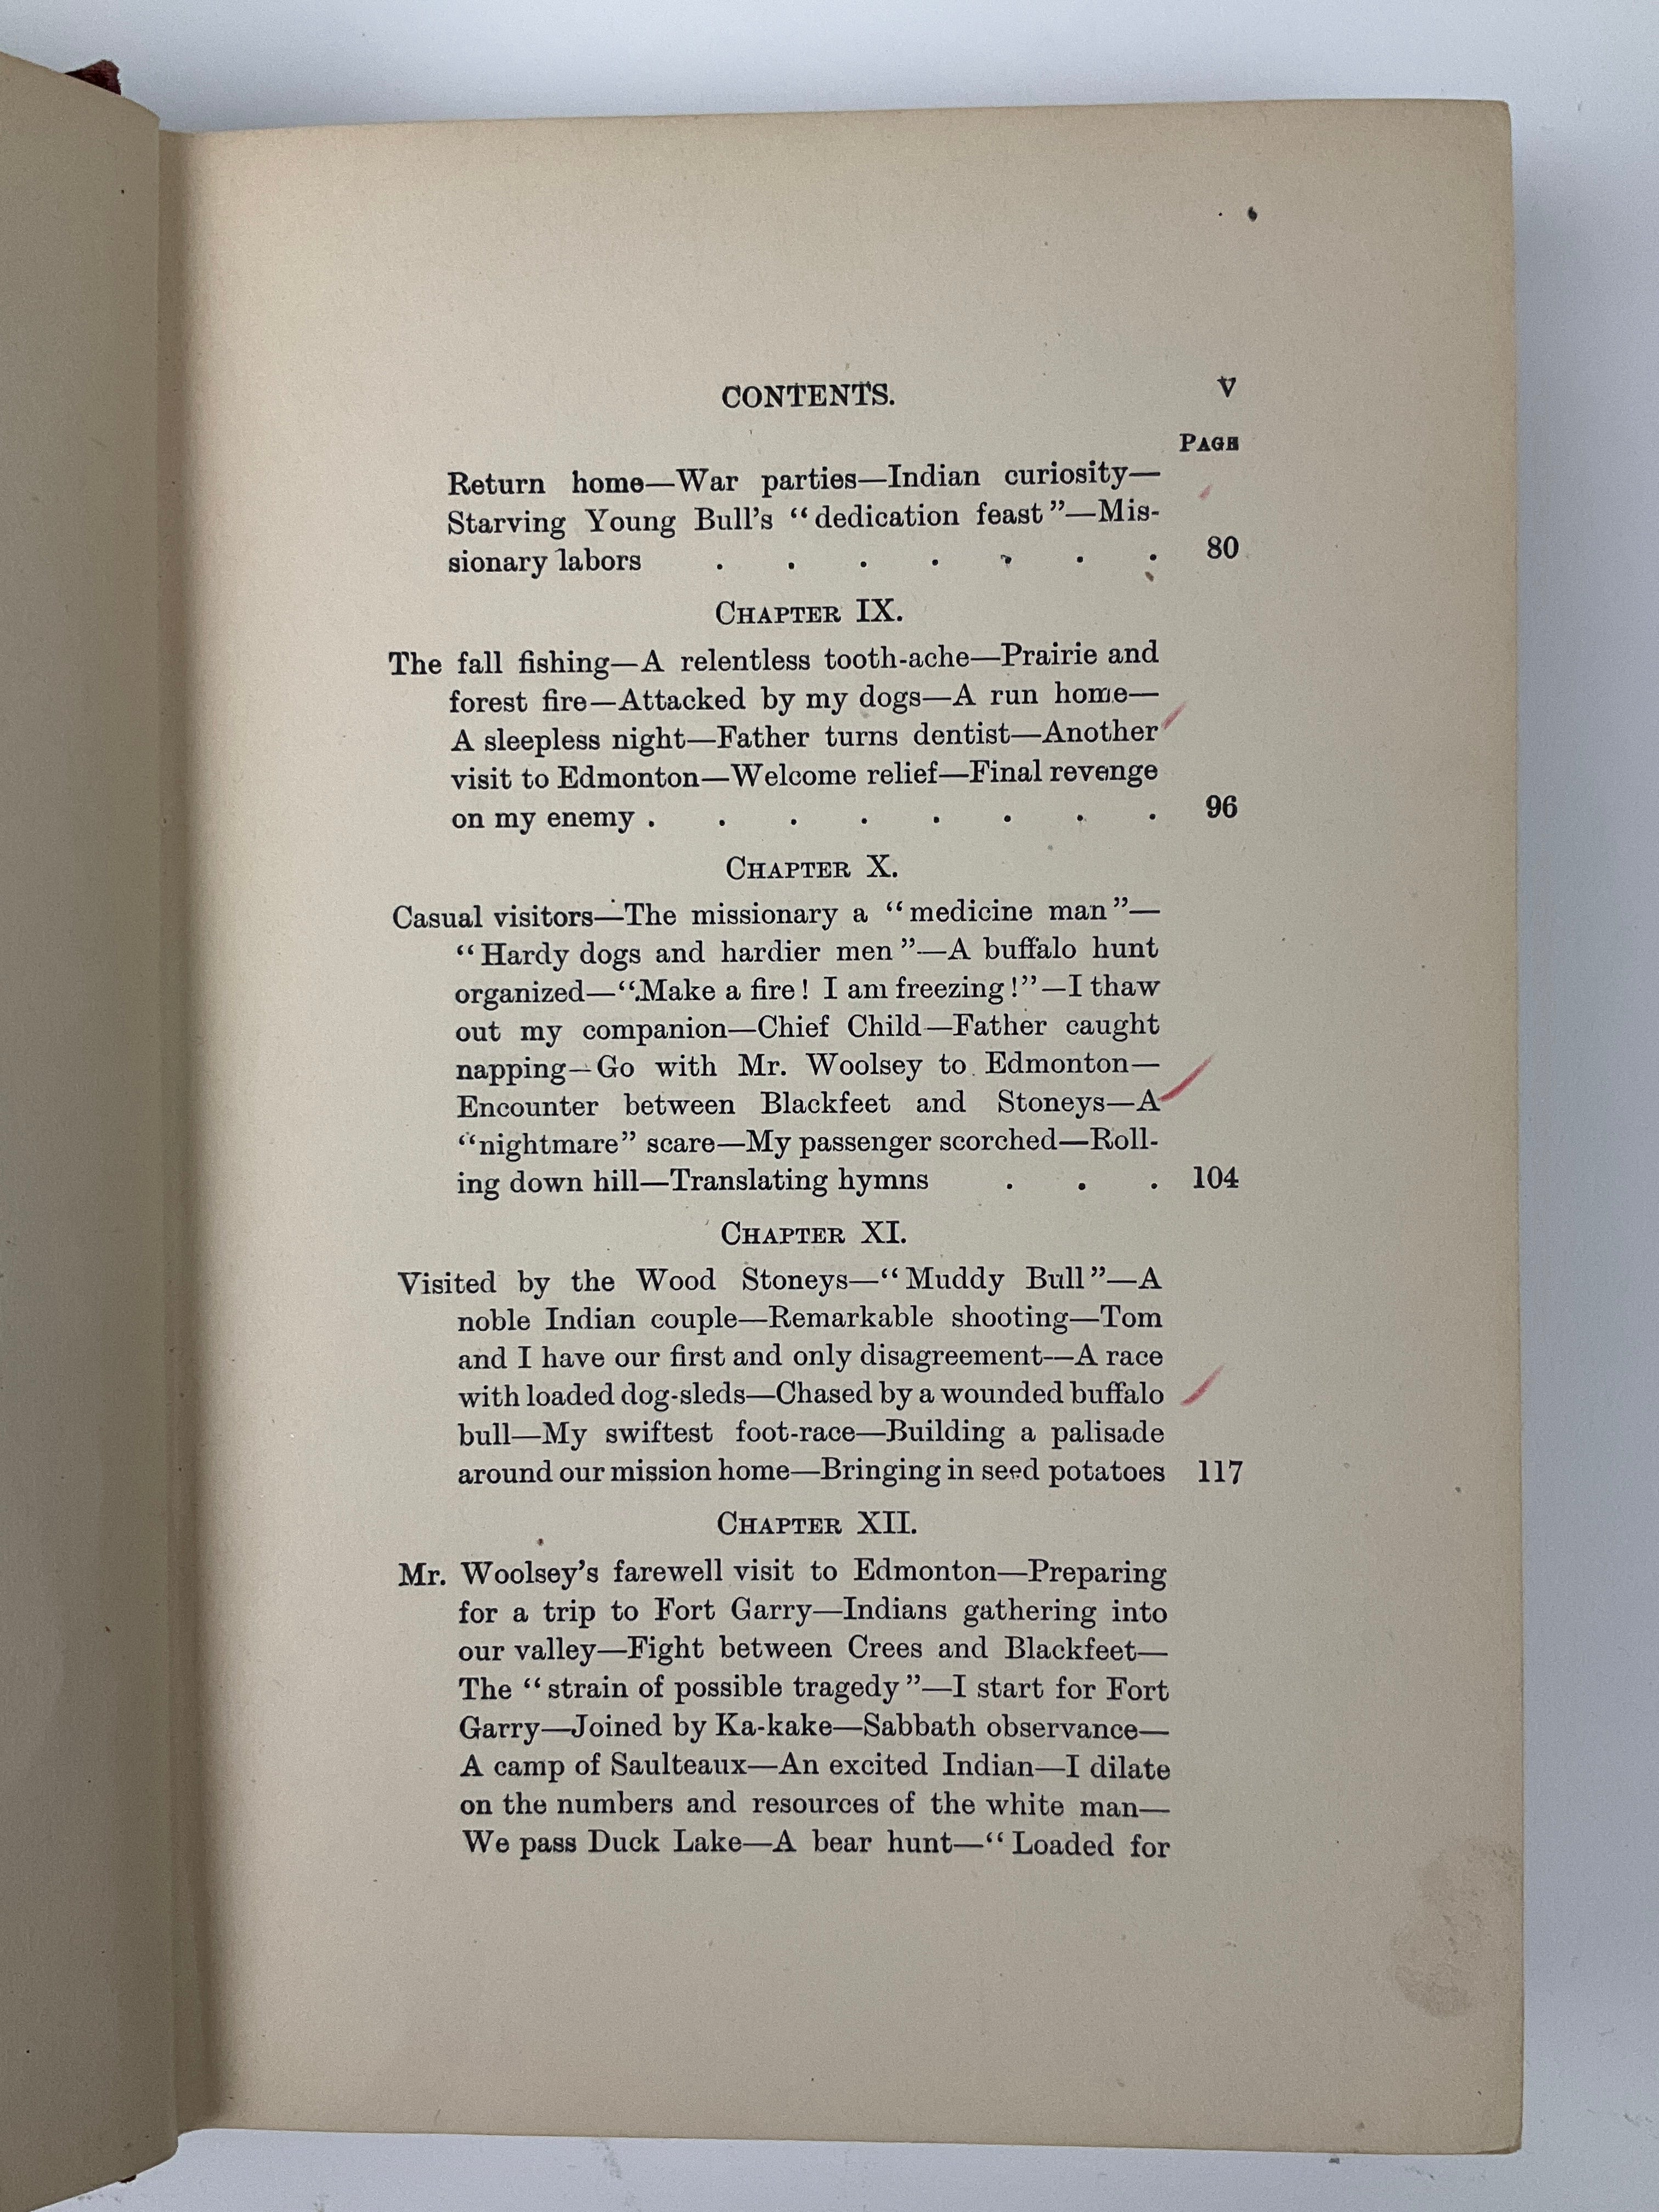 CONTENTS. V
PAGE
Return home—War parties—Indian curiosity—
Starving Young Bull's “dedication feast”—Mis-
sionary labors . . . . . . . 80
CHAPTER IX.
The fall fishing—A relentless tooth-ache—Prairie and
forest fire—Attacked by my dogs—A run home—
A sleepless night—Father turns dentist—Another
visit to Edmonton—Welcome relief—Final revenge
on my enemy . . . . . . . . 96
CHAPTER X.
Casual visitors—The missionary a “medicine man”—
“Hardy dogs and hardier men”—A buffalo hunt
organized—“Make a fire! I am freezing!”—I thaw
out my companion—Chief Child—Father caught
napping—Go with Mr. Woolsey to Edmonton—
Encounter between Blackfeet and Stoneys—A
“nightmare” scare—My passenger scorched—Roll-
ing down hill—Translating hymns . . . 104
CHAPTER XI.
Visited by the Wood Stoneys—“Muddy Bull”—A
noble Indian couple—Remarkable shooting—Tom
and I have our first and only disagreement—A race
with loaded dog-sleds—Chased by a wounded buffalo
bull—My swiftest foot-race—Building a palisade
around our mission home—Bringing in seed potatoes 117
CHAPTER XII.
Mr. Woolsey's farewell visit to Edmonton—Preparing
for a trip to Fort Garry—Indians gathering into
our valley—Fight between Crees and Blackfeet—
The “strain of possible tragedy”—I start for Fort
Garry—Joined by Ka-kake—Sabbath observance—
A camp of Saulteaux—An excited Indian—I dilate
on the numbers and resources of the white man—
We pass Duck Lake—A bear hunt—“Loaded for